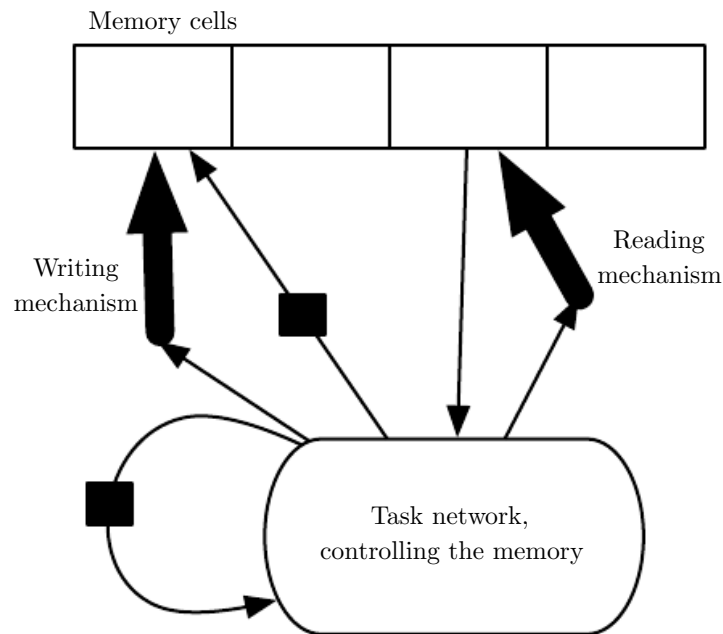 Memory cells
Writing
mechanism
Reading
mechanism
Task network,
controlling the memory